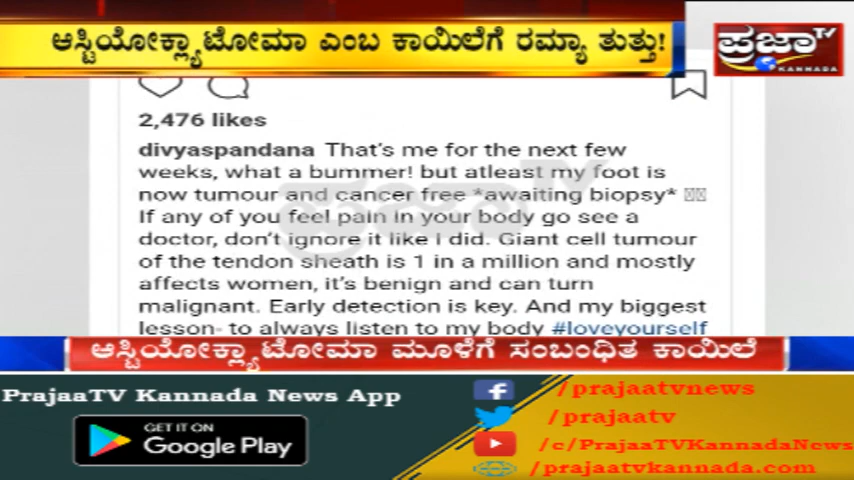 ಆಸ್ಟಿಯೋಕ್ಲ್ಯಾಟೋಮಾ ಎಂಬ ಕಾಯಿಲೆಗೆ ರಮ್ಯಾ ತುತ್ತು!
ಪ್ರಜಾ TV
KANNADA
2,476 likes
divyaspandana That's me for the next few
weeks, what a bummer! but atleast my foot is
now tumour and cancer free *awaiting biopsy*
If any of you feel pain in your body go see a
doctor, don't ignore it like I did. Giant cell tumour
of the tendon sheath is 1 in a million and mostly
affects women, it's benign and can turn
malignant. Early detection is key. And my biggest
lesson- to always listen to my body #loveyourself
ಆಸ್ಟಿಯೋಕ್ಲ್ಯಾಟೋಮಾ ಮೂಳೆಗೆ ಸಂಬಂಧಿತ ಕಾಯಿಲೆ
PrajaaTV Kannada News App
GET IT ON
Google Play
/prajaatvnews
/prajaatv
/c/PrajaaTVKannadaNews
/prajaatvkannada.com